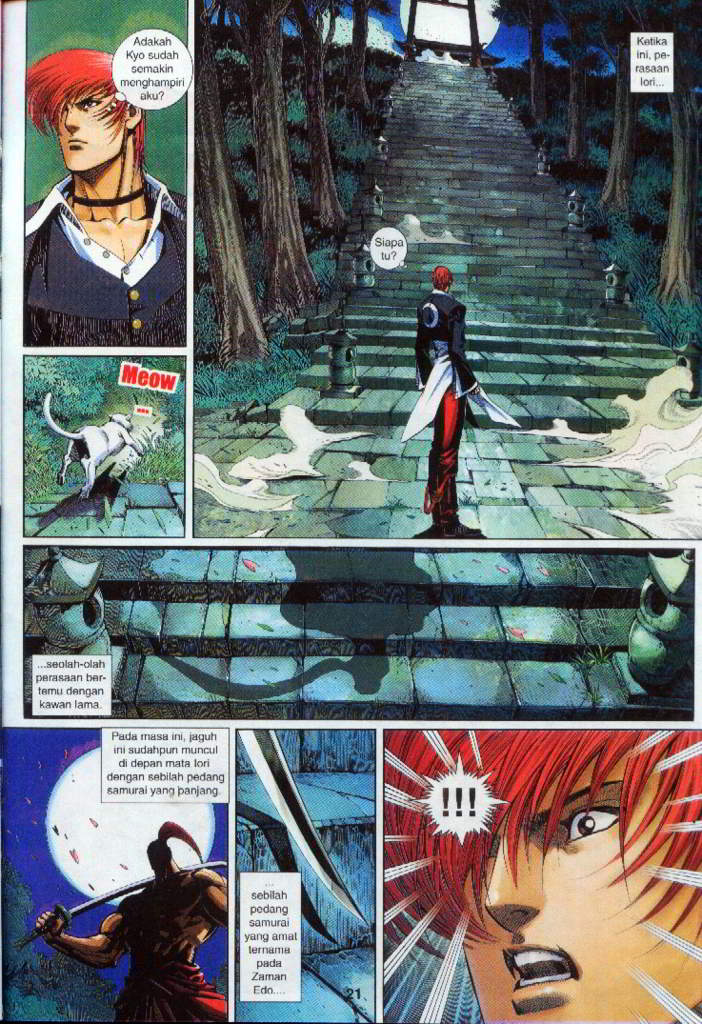 Adakah
Kyo sudah
semakin
menghampiri
aku?
Ketika
ini, pe-
rasaan
Iori...
Siapa
tu?
Meow
...
...seolah-olah
perasaan ber-
temu dengan
kawan lama.
Pada masa ini, jaguh
ini sudahpun muncul
di depan mata Iori
dengan sebilah pedang
samurai yang panjang.
...
sebilah
pedang
samurai
yang amat
ternama
pada
Zaman
Edo....
!!!
21